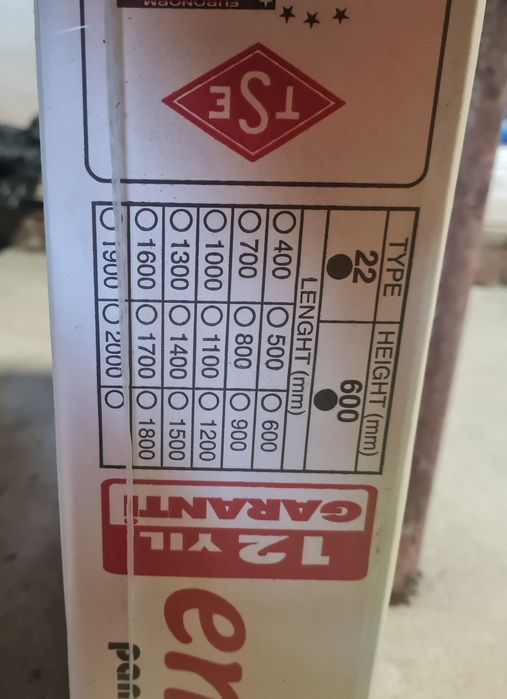 EURONORM
TSE
TYPE HEIGHT (mm)
22 600
LENGHT (mm)
400 500 600
700 800 900
1000 1100 1200
1300 1400 1500
1600 1700 1800
1900 2000
12 YIL
GARANTİ